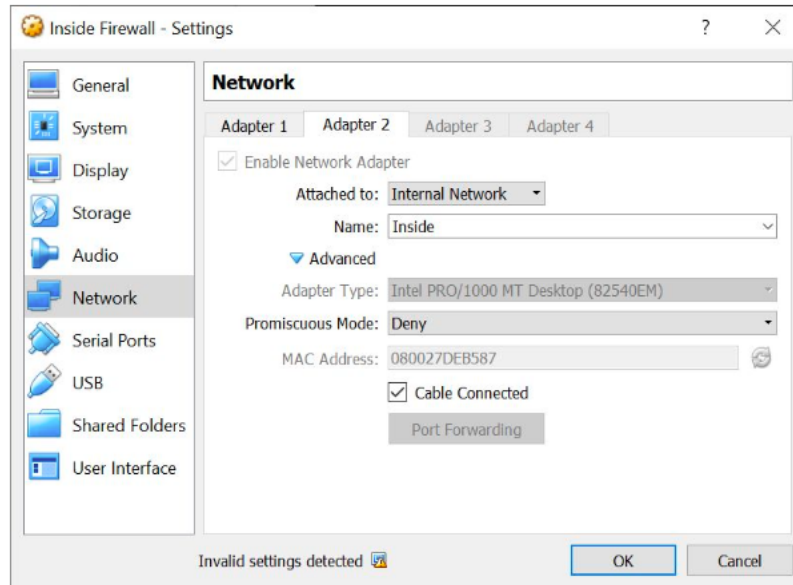 Inside Firewall - Settings
?
General
System
Display
Storage
Audio
Network
Serial Ports
USB
Shared Folders
User Interface
Network
Adapter 1 Adapter 2 Adapter 3 Adapter 4
Enable Network Adapter
Attached to: Internal Network
Name: Inside
Advanced
Adapter Type: Intel PRO/1000 MT Desktop (82540EM)
Promiscuous Mode: Deny
MAC Address: 080027DEB587
Cable Connected
Port Forwarding
Invalid settings detected
OK Cancel